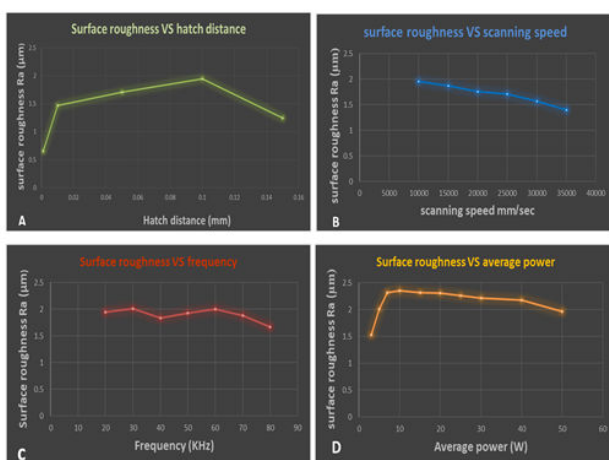 Surface roughness VS hatch distance
surface roughness Ra (µm)
2.5
2
1.5
1
0.5
0
0 0.02 0.04 0.06 0.08 0.1 0.12 0.14 0.16
Hatch distance (mm)
A
surface roughness VS scanning speed
surface roughness Ra (µm)
2.5
2
1.5
1
0.5
0
0 5000 10000 15000 20000 25000 30000 35000 40000
scanning speed mm/sec
B
Surface roughness VS frequency
Surface roughness Ra (µm)
2.5
2
1.5
1
0.5
0
0 10 20 30 40 50 60 70 80 90
Frequency (KHz)
C
Surface roughness VS average power
Surface roughness Ra (µm)
2.5
2
1.5
1
0.5
0
0 10 20 30 40 50 60
Average power (W)
D